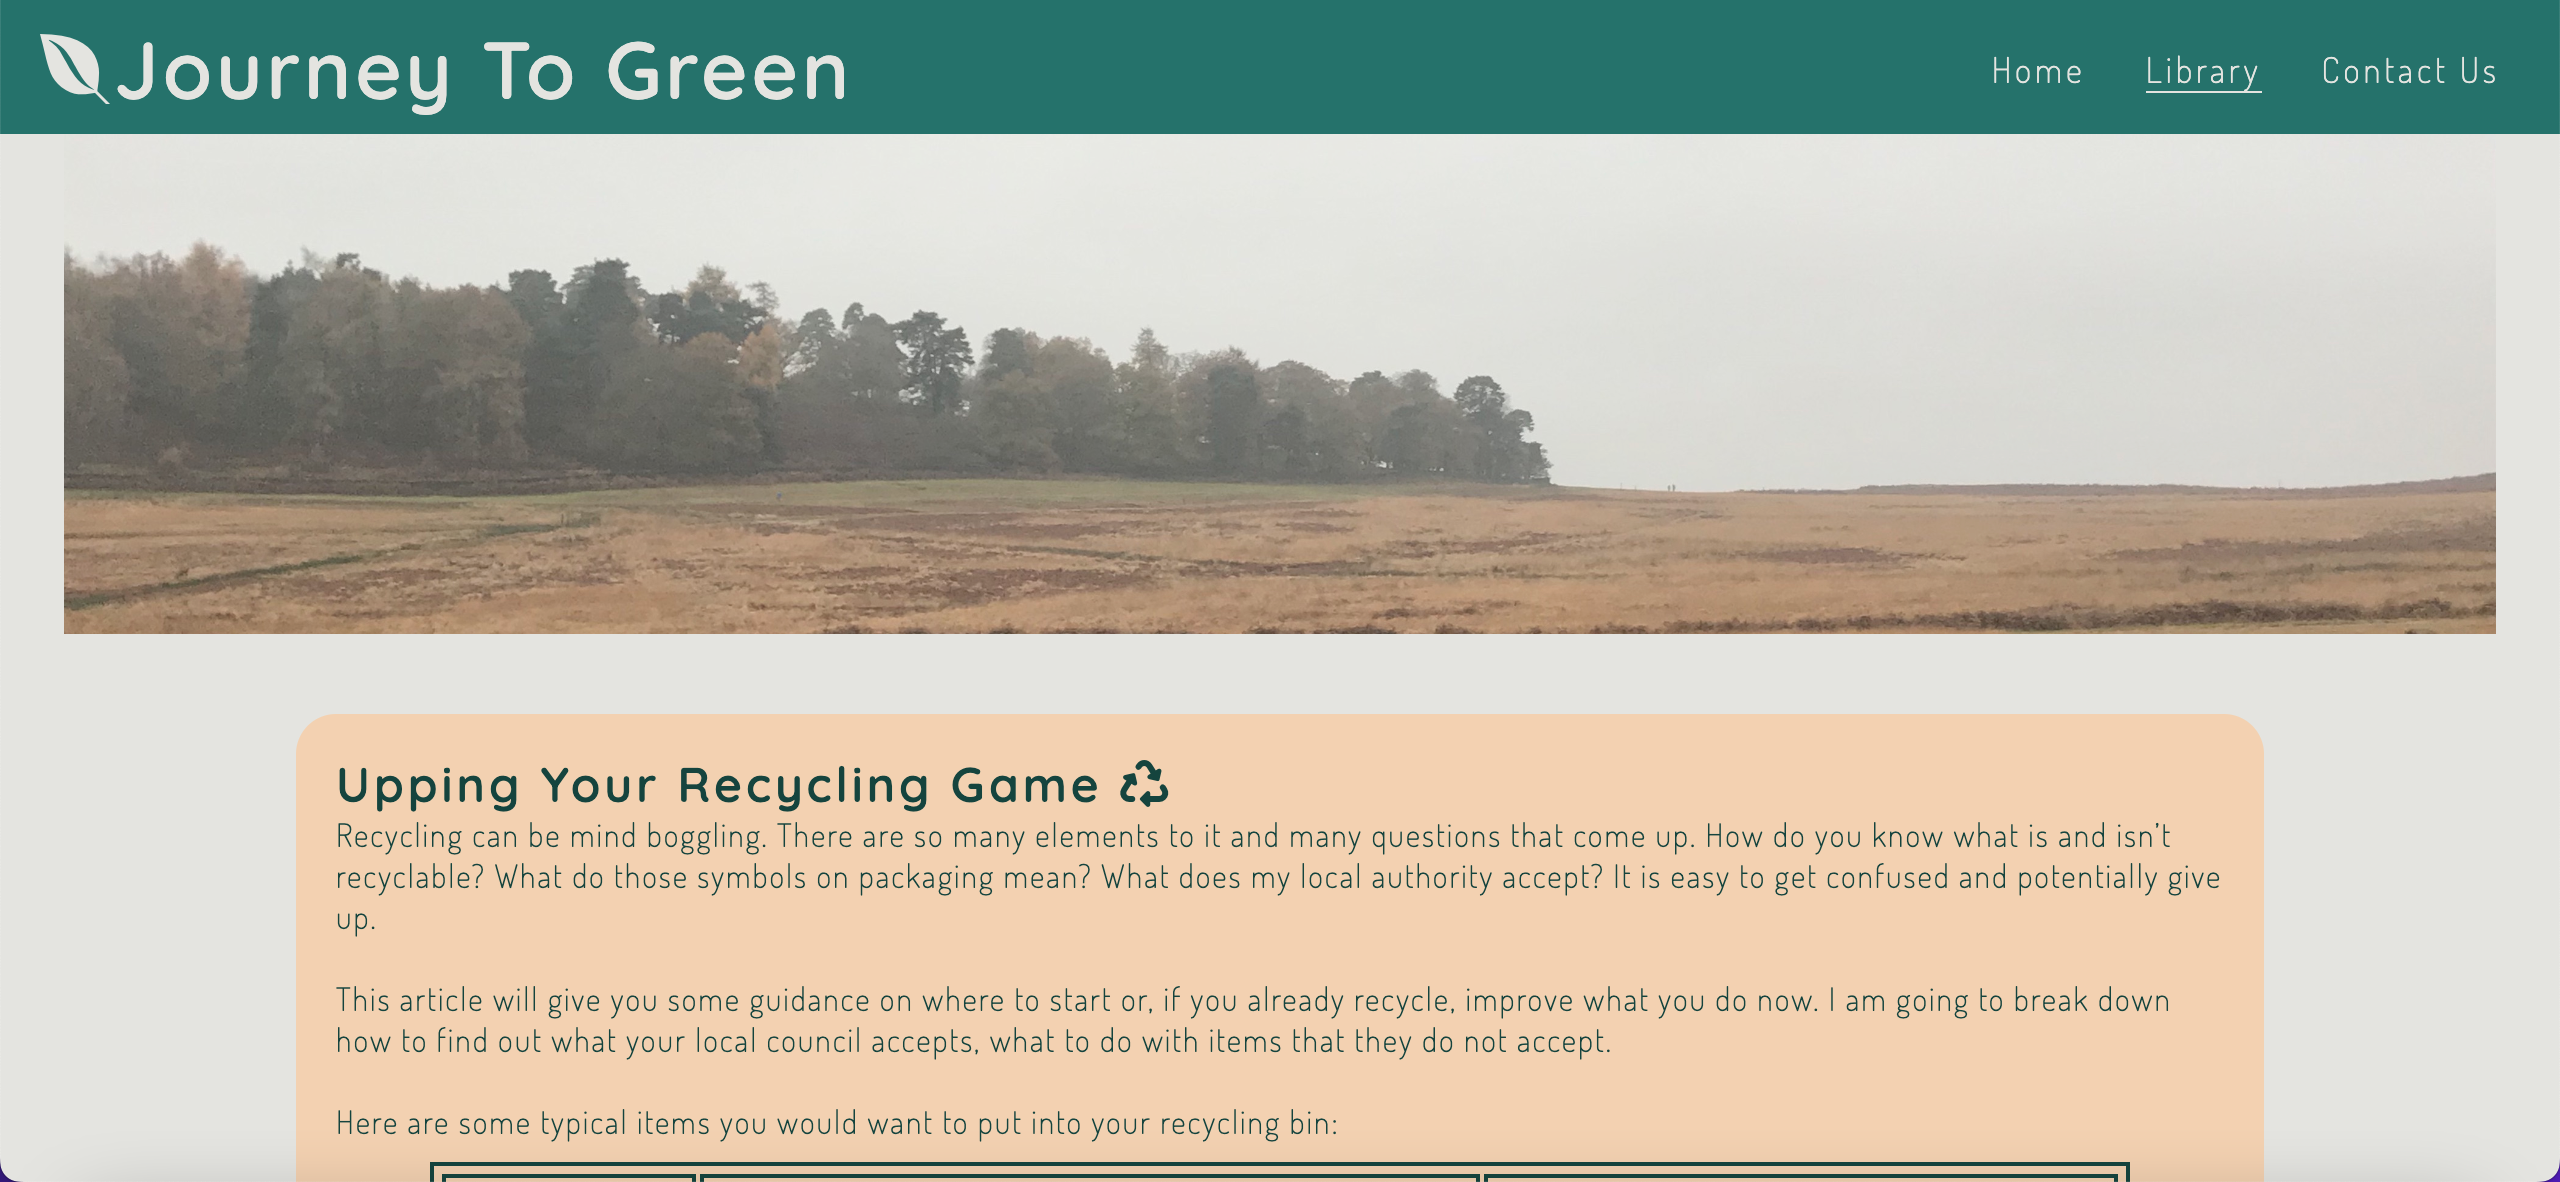 Journey To Green
Home Library Contact Us
Upping Your Recycling Game
Recycling can be mind boggling. There are so many elements to it and many questions that come up. How do you know what is and isn't
recyclable? What do those symbols on packaging mean? What does my local authority accept? It is easy to get confused and potentially give
up.
This article will give you some guidance on where to start or, if you already recycle, improve what you do now. I am going to break down
how to find out what your local council accepts, what to do with items that they do not accept.
Here are some typical items you would want to put into your recycling bin: